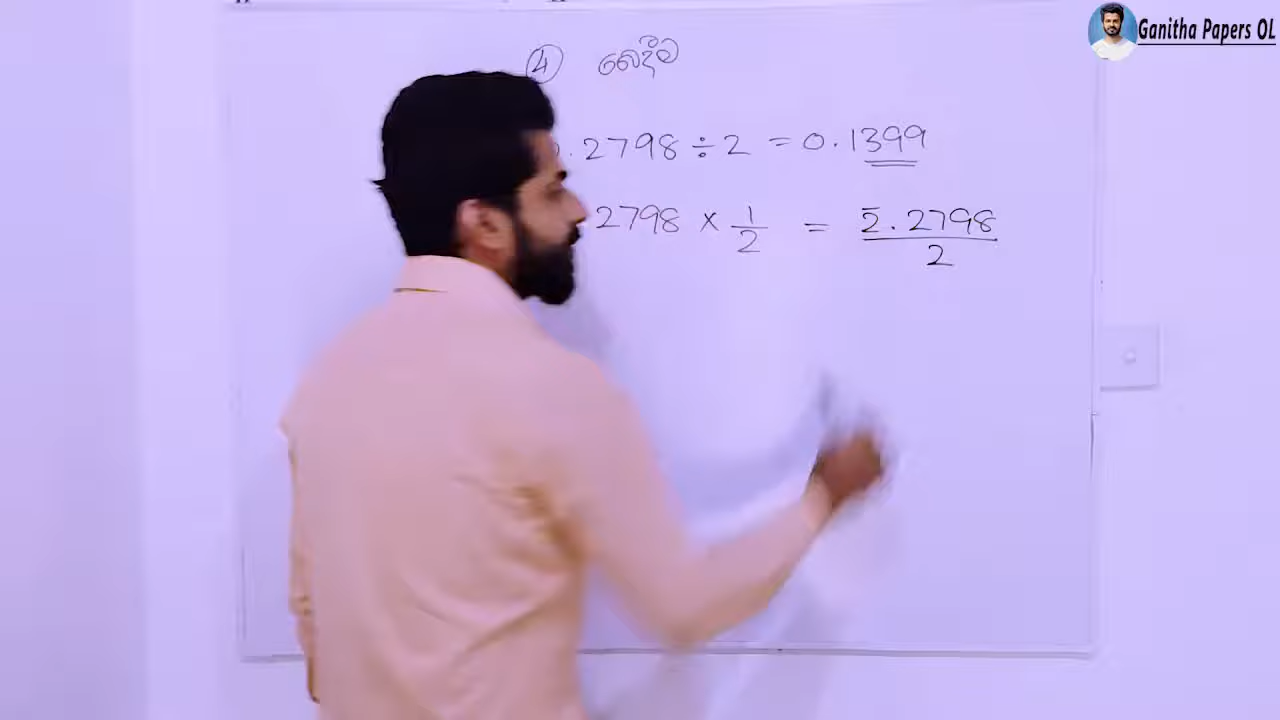 Ganitha Papers OL
④ බෙදීම
.2798 ÷ 2 = 0.1399
2798 × 1/2 = 2̄.2798/2